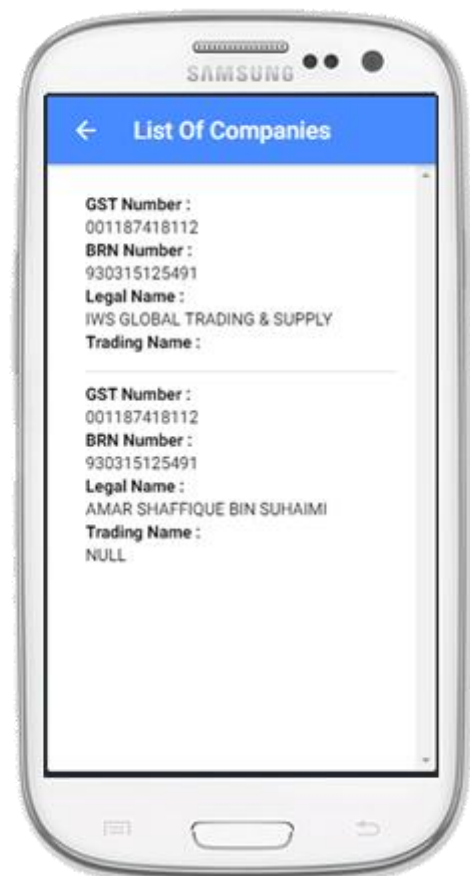 SAMSUNG
List Of Companies
GST Number :
001187418112
BRN Number :
930315125491
Legal Name :
IWS GLOBAL TRADING & SUPPLY
Trading Name :
GST Number :
001187418112
BRN Number :
930315125491
Legal Name :
AMAR SHAFFIQUE BIN SUHAIMI
Trading Name :
NULL